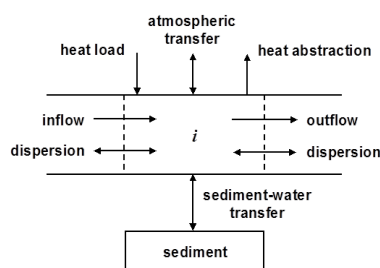 atmospheric
transfer
heat load
heat abstraction
inflow
i
outflow
dispersion
dispersion
sediment-water
transfer
sediment